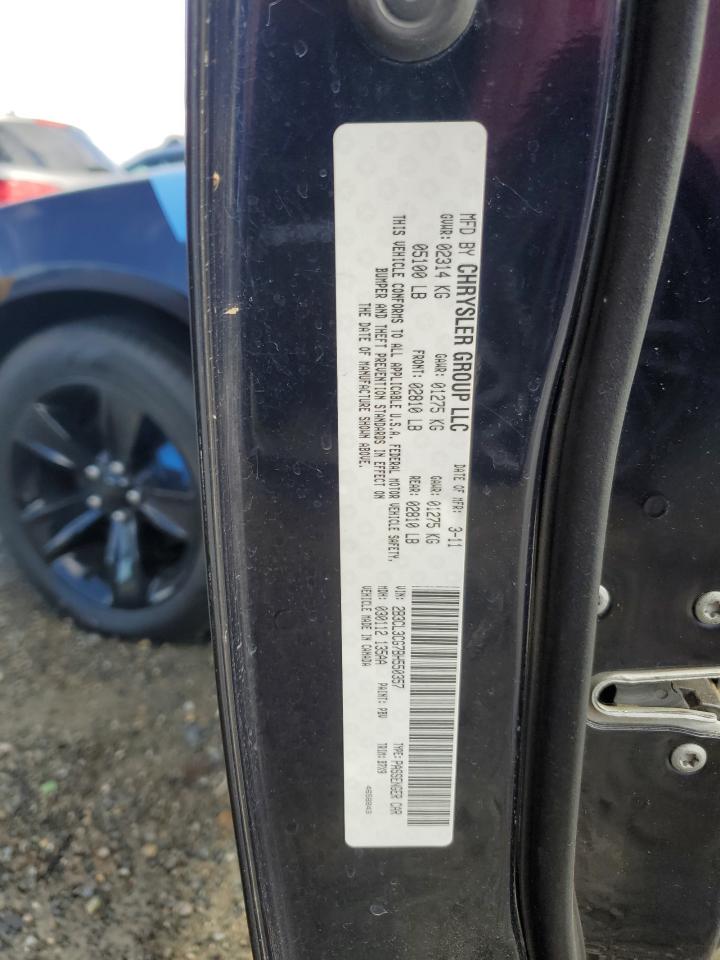 MFD BY CHRYSLER GROUP LLC
DATE OF MFR: 3-11
GVWR: 02314 KG
05100 LB
GAWR: 01275 KG
FRONT: 02810 LB
GAWR: 01275 KG
REAR: 02810 LB
THIS VEHICLE CONFORMS TO ALL APPLICABLE U.S.A. FEDERAL MOTOR VEHICLE SAFETY,
BUMPER AND THEFT PREVENTION STANDARDS IN EFFECT ON
THE DATE OF MANUFACTURE SHOWN ABOVE.
VIN: 2B3CL3CG7BH550357
TYPE: PASSENGER CAR
MDH: 030112 135AA
PAINT: PBV
TRIM: B7X9
VEHICLE MADE IN CANADA
4658843